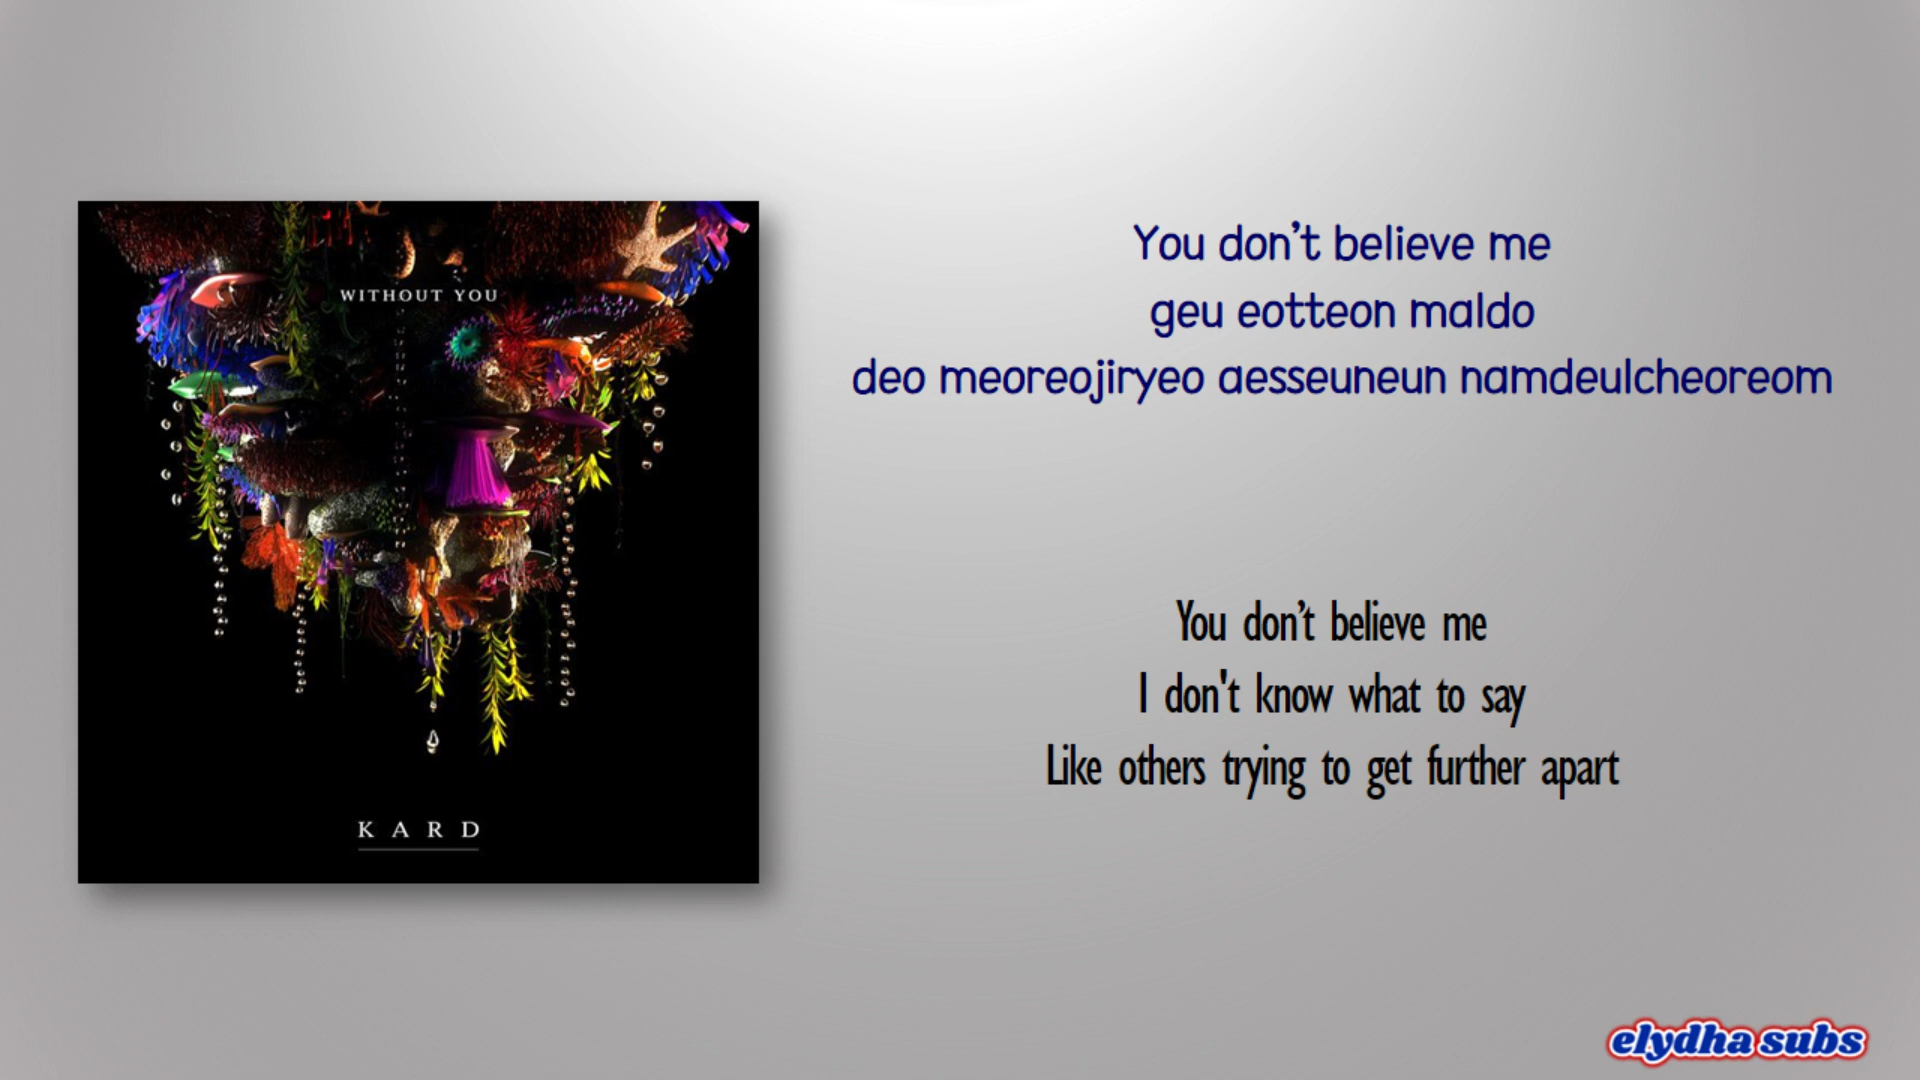 WITHOUT YOU
KARD
You don’t believe me
geu eotteon maldo
deo meoreojiryeo aesseuneun namdeulcheoreom
You don’t believe me
I don't know what to say
Like others trying to get further apart
elydha subs